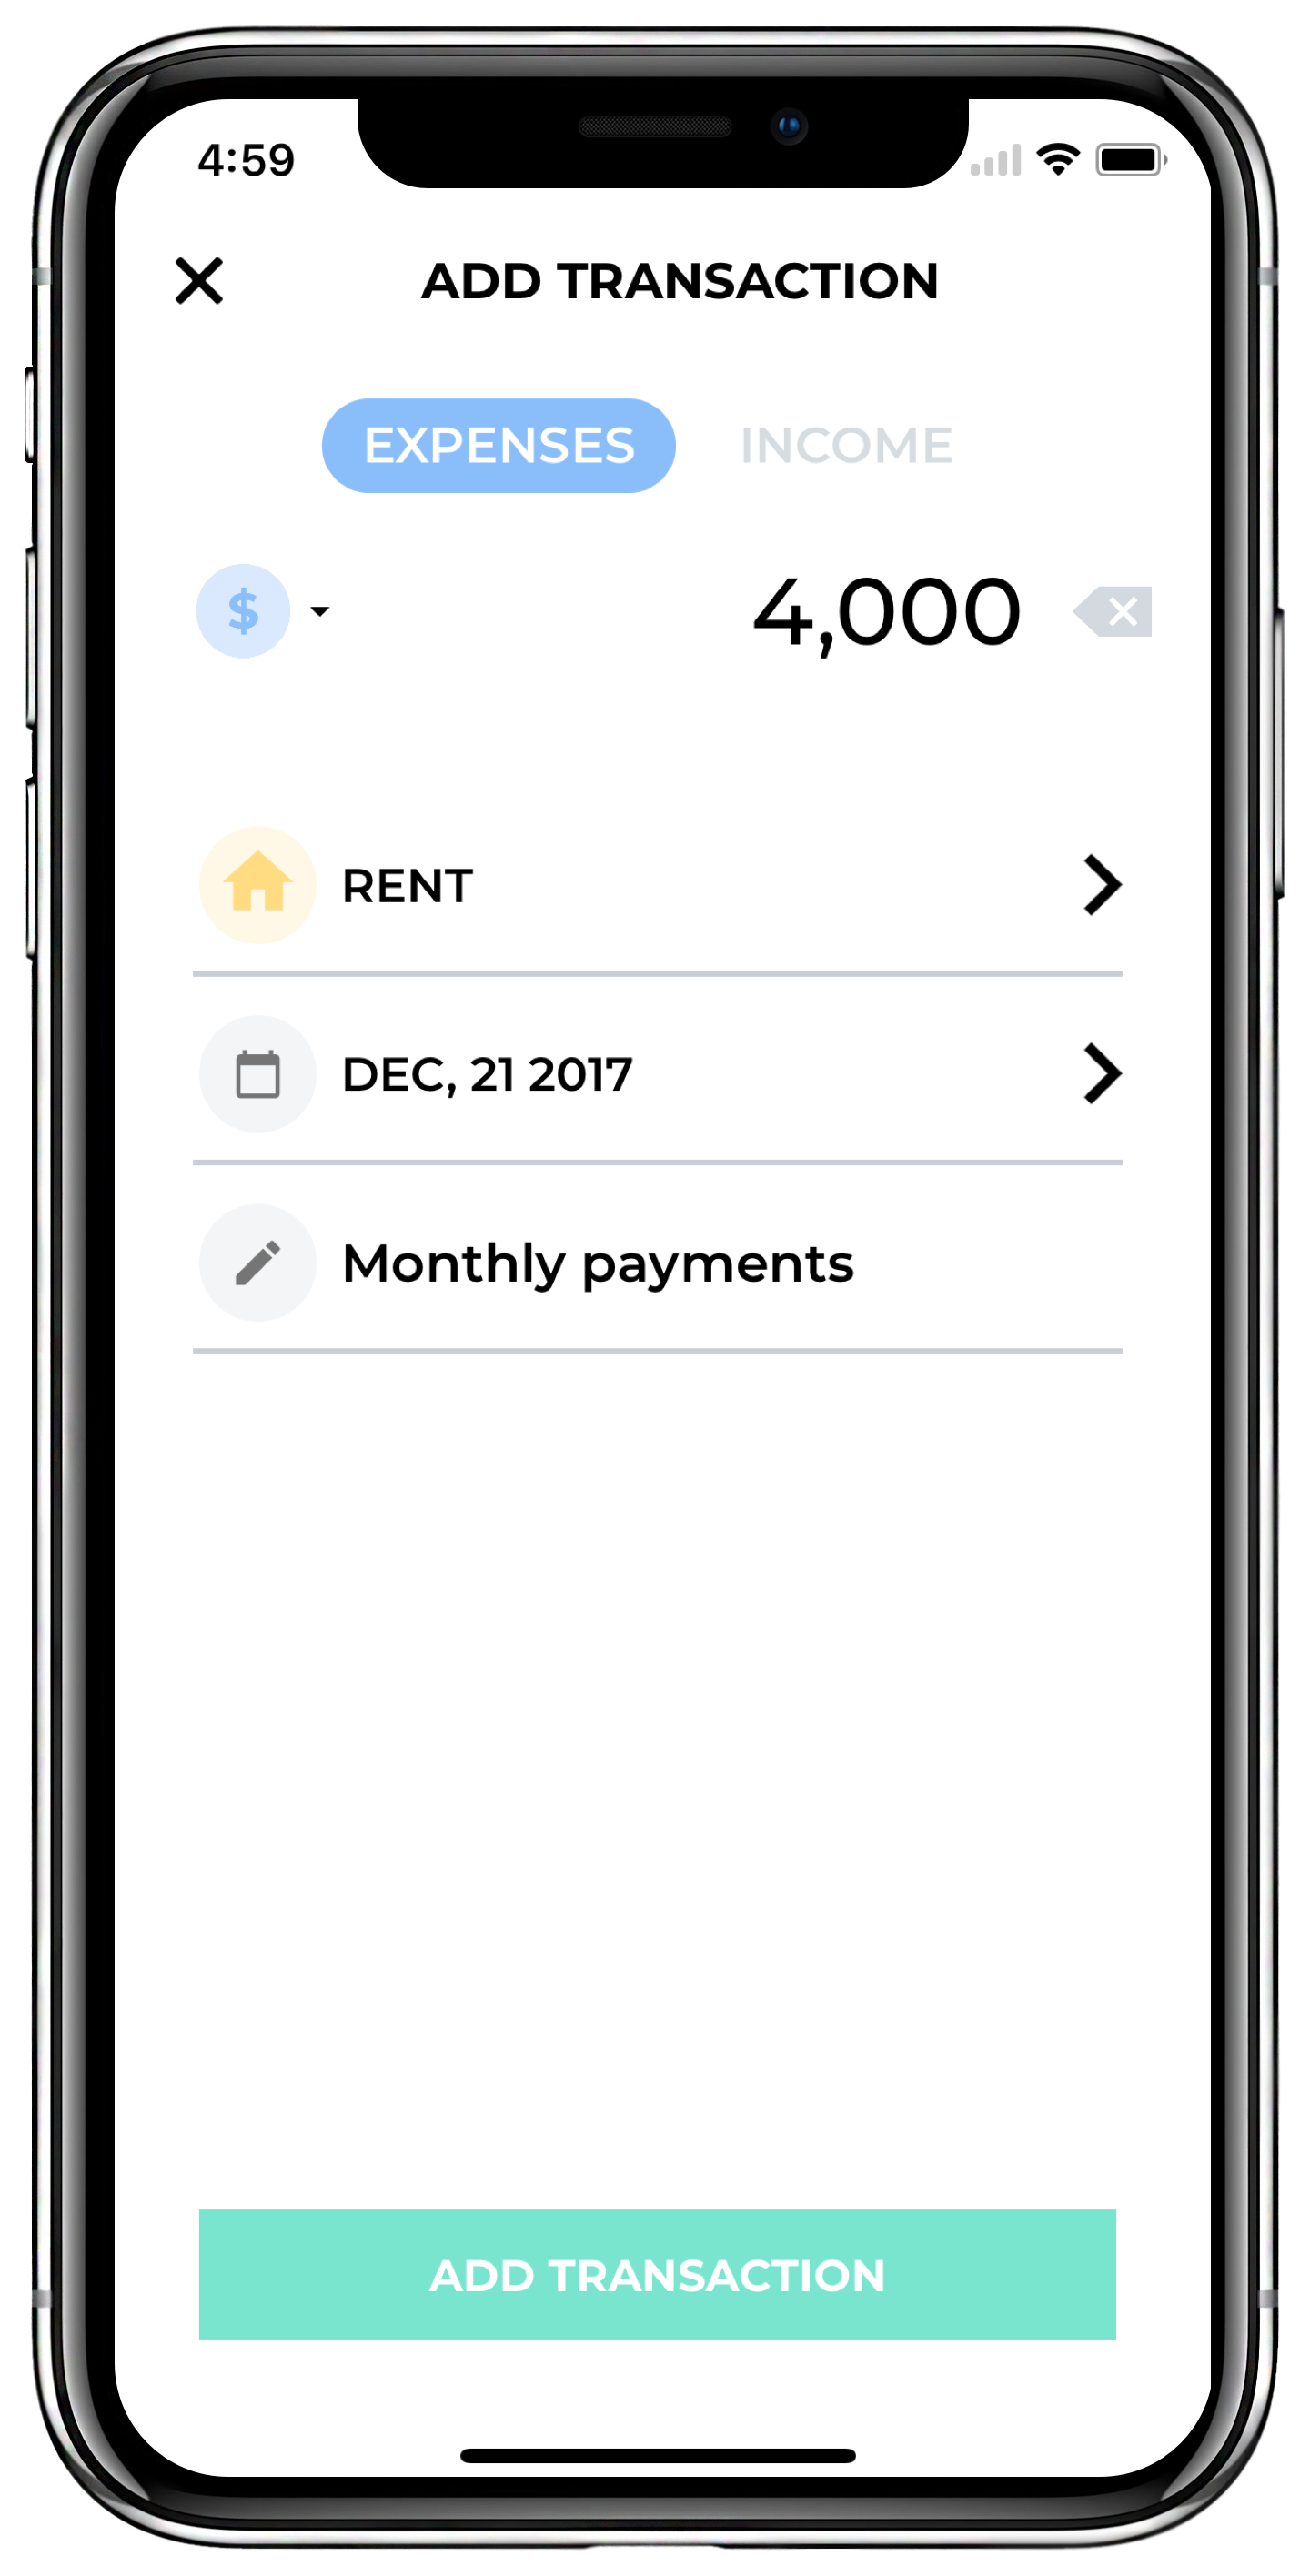 4:59
ADD TRANSACTION
EXPENSES INCOME
$ 4,000
RENT
DEC, 21 2017
Monthly payments
ADD TRANSACTION